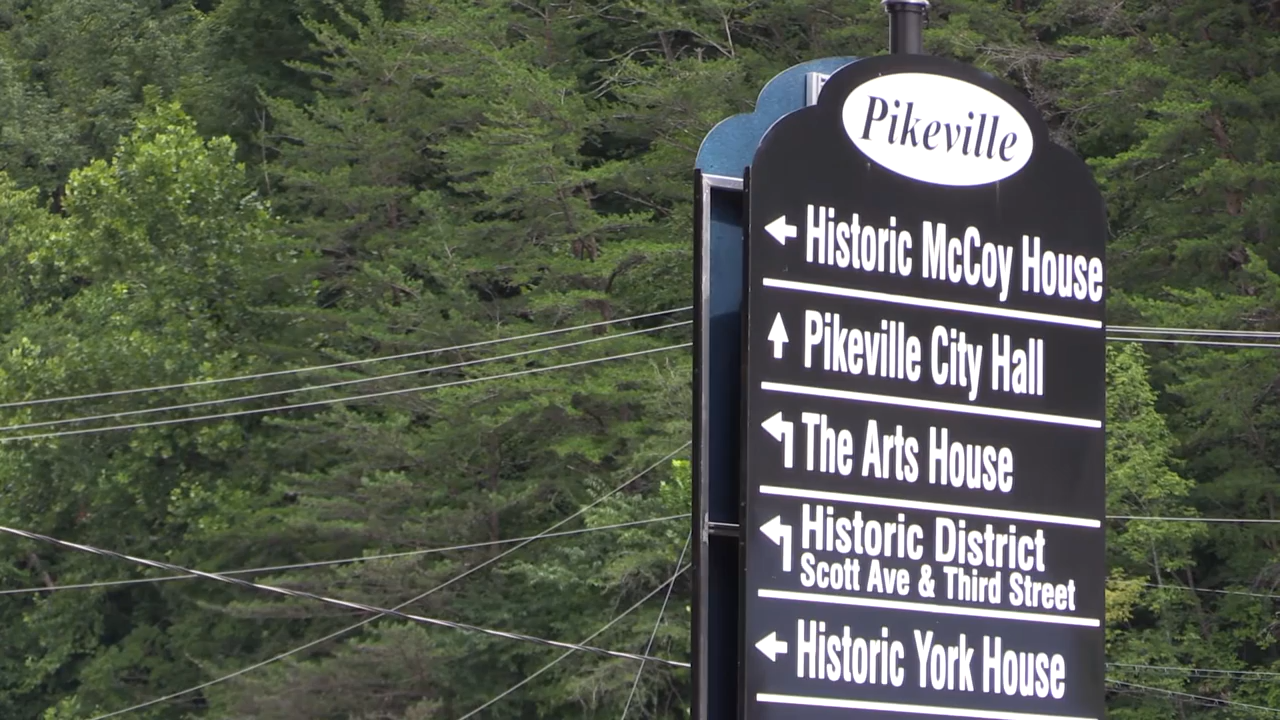 Pikeville
Historic McCoy House
Pikeville City Hall
The Arts House
Historic District
Scott Ave & Third Street
Historic York House